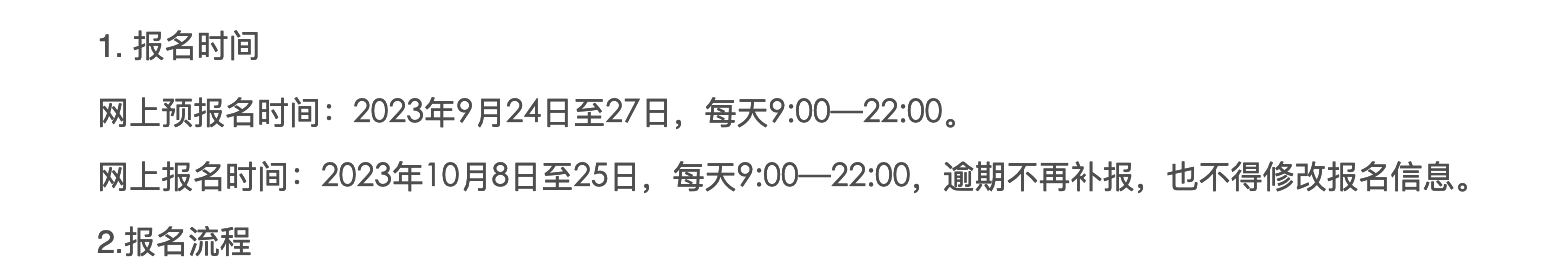 1. 报名时间
网上预报名时间：2023年9月24日至27日，每天9:00—22:00。
网上报名时间：2023年10月8日至25日，每天9:00—22:00，逾期不再补报，也不得修改报名信息。
2.报名流程